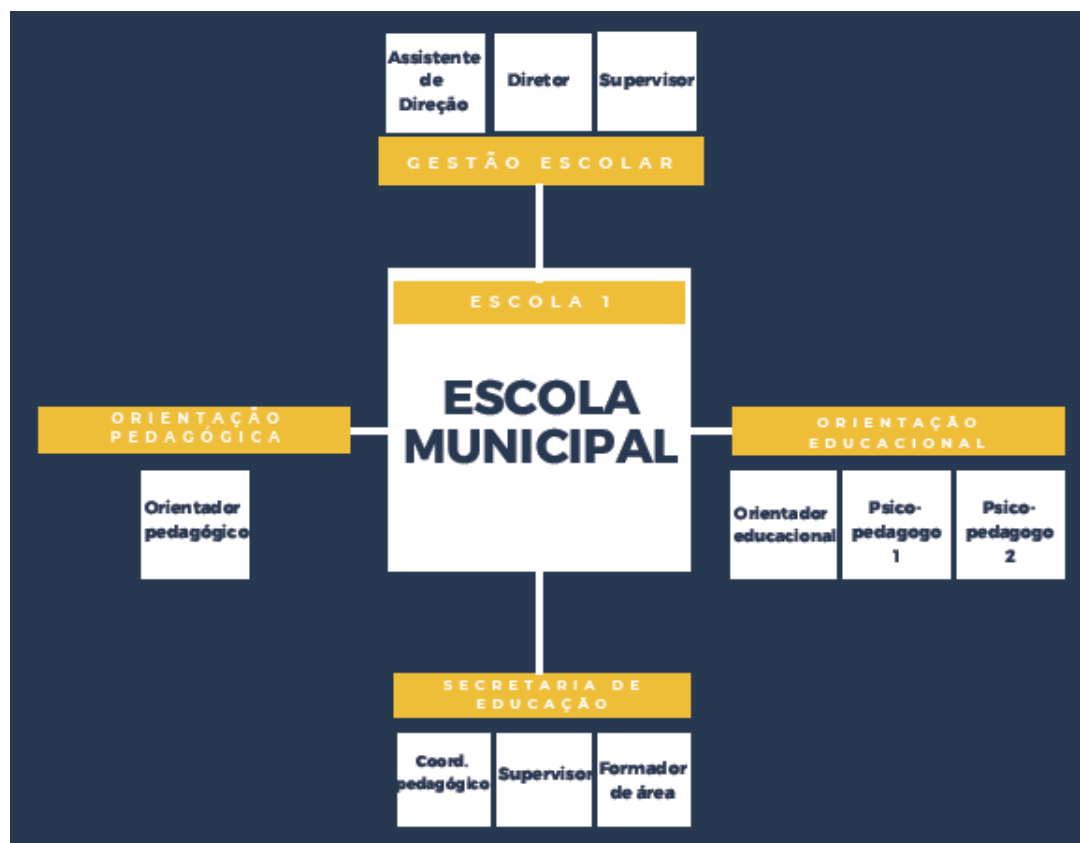 Assistente
de
Direção
Diretor
Supervisor
GESTÃO ESCOLAR
ESCOLA 1
ESCOLA
MUNICIPAL
ORIENTAÇÃO
PEDAGÓGICA
Orientador
pedagógico
ORIENTAÇÃO
EDUCACIONAL
Orientador
educacional
Psico-
pedagogo
1
Psico-
pedagogo
2
SECRETARIA DE
EDUCAÇÃO
Coord.
pedagógico
Supervisor
Formador
de área